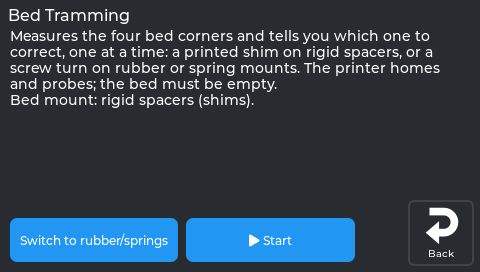 Bed Tramming
Measures the four bed corners and tells you which one to
correct, one at a time: a printed shim on rigid spacers, or a
screw turn on rubber or spring mounts. The printer homes
and probes; the bed must be empty.
Bed mount: rigid spacers (shims).
Switch to rubber/springs
Start
Back